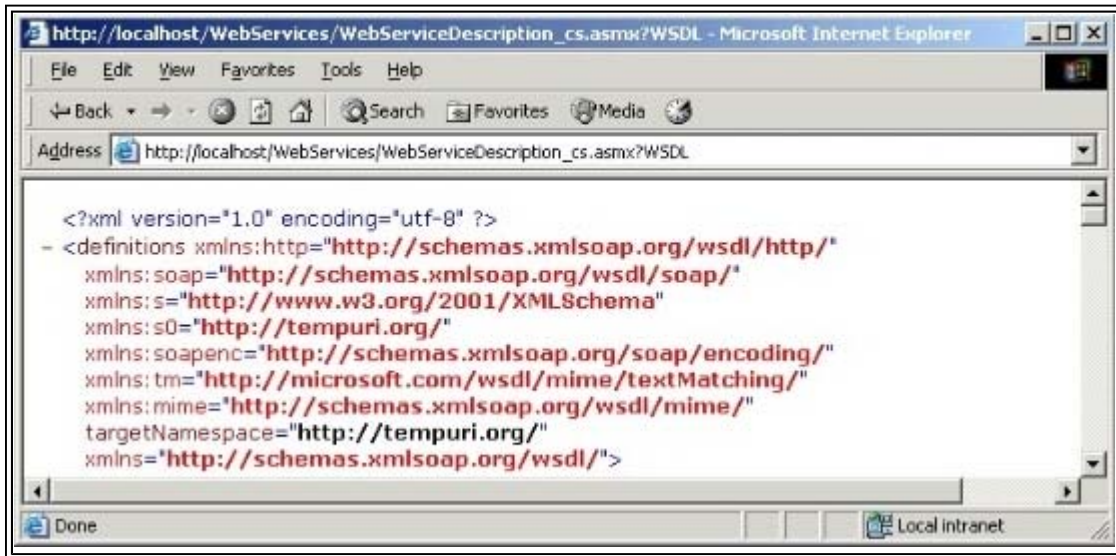 http://localhost/WebServices/WebServiceDescription_cs.asmx?WSDL - Microsoft Internet Explorer
File Edit View Favorites Tools Help
Back Search Favorites Media
Address http://localhost/WebServices/WebServiceDescription_cs.asmx?WSDL
<?xml version="1.0" encoding="utf-8" ?>
- <definitions xmlns:http="http://schemas.xmlsoap.org/wsdl/http/"
xmlns:soap="http://schemas.xmlsoap.org/wsdl/soap/"
xmlns:s="http://www.w3.org/2001/XMLSchema"
xmlns:s0="http://tempuri.org/"
xmlns:soapenc="http://schemas.xmlsoap.org/soap/encoding/"
xmlns:tm="http://microsoft.com/wsdl/mime/textMatching/"
xmlns:mime="http://schemas.xmlsoap.org/wsdl/mime/"
targetNamespace="http://tempuri.org/"
xmlns="http://schemas.xmlsoap.org/wsdl/">
Done Local intranet